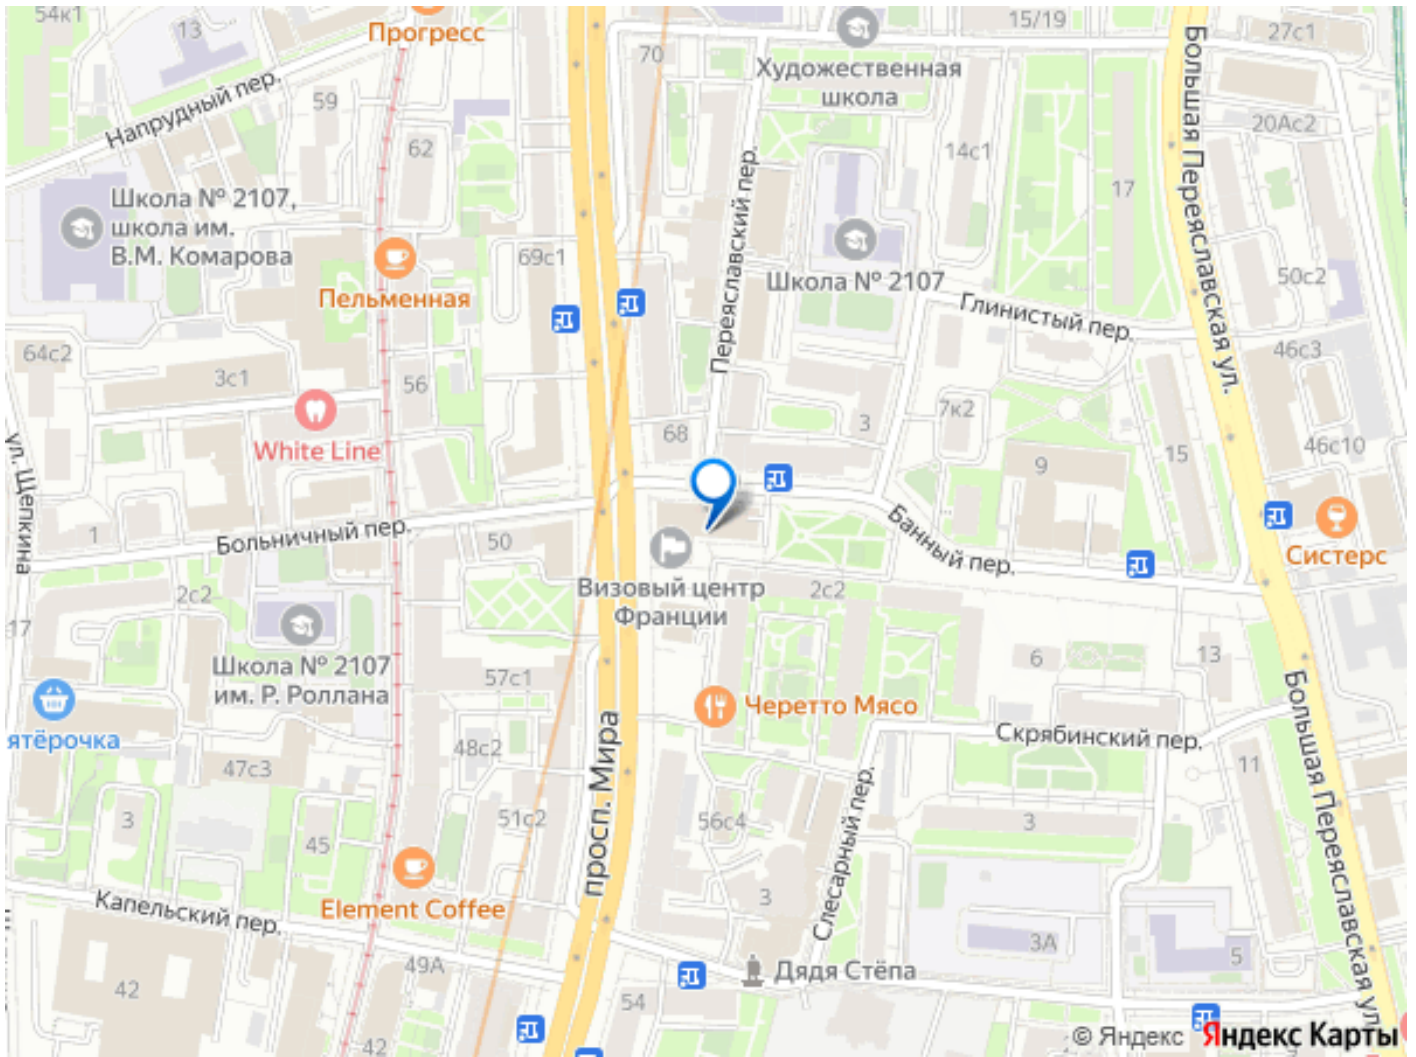 54к1
13
Прогресс
70
15/19
27с1
Художественная
школа
Большая Переяславская ул.
Напрудный пер.
59
62
20Ас2
14с1
17
Переяславский пер.
Школа № 2107,
школа им.
В.М. Комарова
69с1
Школа № 2107
50с2
Пельменная
Глинистый пер.
64с2
3с1
56
46с3
White Line
68
3
7к2
9
15
46с10
ул. Щепкина
1
Больничный пер.
50
Банный пер.
Систерс
Визовый центр
Франции
2с2
2с2
17
Школа № 2107
им. Р. Роллана
57с1
6
13
Черетто Мясо
ятёрочка
48с2
просп. Мира
Скрябинский пер.
Большая Переяславская ул.
47с3
11
3
45
51с2
56с4
3
Слесарный пер.
Element Coffee
3
Капельский пер.
49А
3А
5
Дядя Стёпа
42
54
42
© Яндекс Яндекс Карты